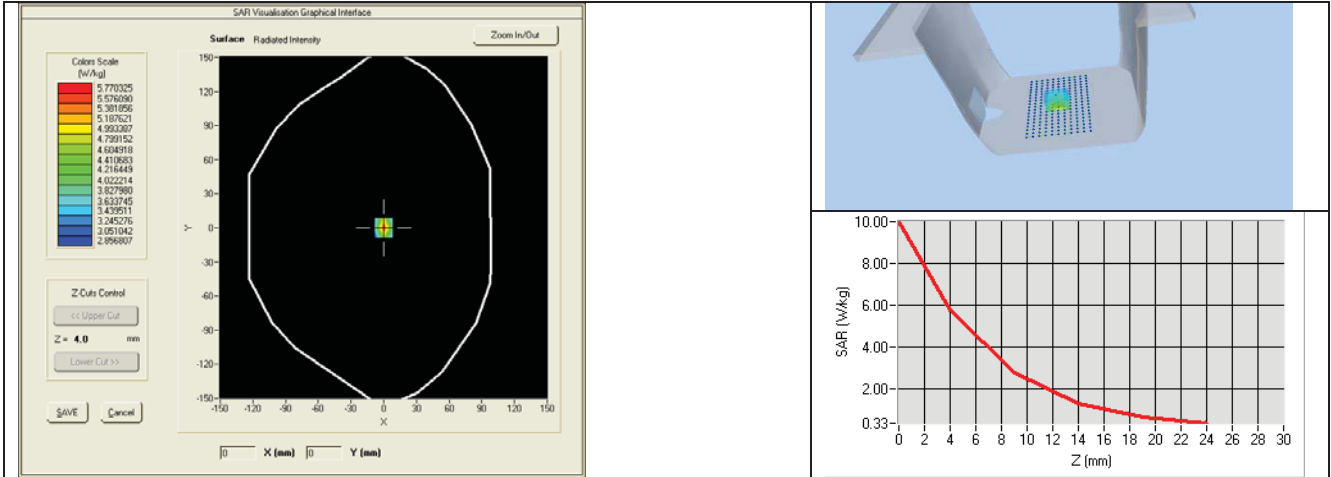 SAR Visualisation Graphical Interface
Surface Radiated Intensity
Zoom In/Out
Colors Scale
(W/kg)
5.770325
5.576090
5.381856
5.187621
4.993387
4.799152
4.604918
4.410683
4.216449
4.022214
3.827980
3.633745
3.439511
3.245276
3.051042
2.856807
Z-Cuts Control
<< Upper Cut
Z = 4.0 mm
Lower Cut >>
SAVE Cancel
150
120
90
60
30
0
-30
-60
-90
-120
-150
Y
-150 -120 -90 -60 -30 0 30 60 90 120 150
X
0 X (mm) 0 Y (mm)
10.00
8.00
6.00
4.00
2.00
0.33
SAR (W/kg)
0 2 4 6 8 10 12 14 16 18 20 22 24 26 28 30
Z (mm)